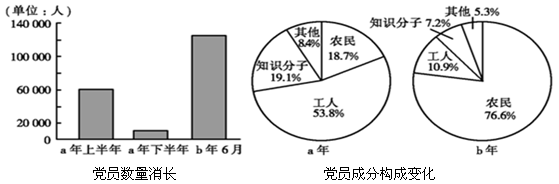 (单位:人)
140 000
100 000
60 000
20 000
0
a年上半年 a年下半年 b年6月
党员数量消长
其他
8.4%
农民
18.7%
知识分子
19.1%
工人
53.8%
a年
其他 5.3%
知识分子 7.2%
工人
10.9%
农民
76.6%
b年
党员成分构成变化